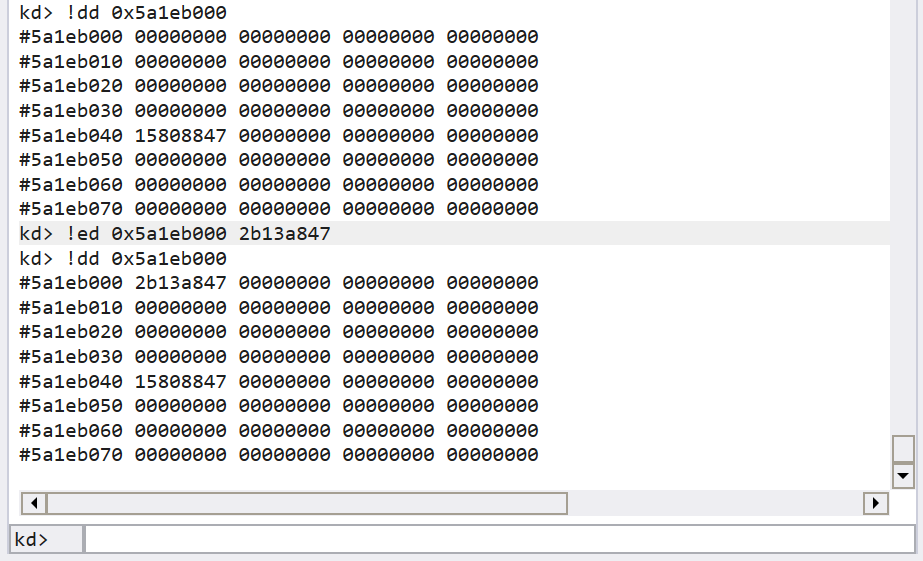 kd> !dd 0x5a1eb000
#5a1eb000 00000000 00000000 00000000 00000000
#5a1eb010 00000000 00000000 00000000 00000000
#5a1eb020 00000000 00000000 00000000 00000000
#5a1eb030 00000000 00000000 00000000 00000000
#5a1eb040 15808847 00000000 00000000 00000000
#5a1eb050 00000000 00000000 00000000 00000000
#5a1eb060 00000000 00000000 00000000 00000000
#5a1eb070 00000000 00000000 00000000 00000000
kd> !ed 0x5a1eb000 2b13a847
kd> !dd 0x5a1eb000
#5a1eb000 2b13a847 00000000 00000000 00000000
#5a1eb010 00000000 00000000 00000000 00000000
#5a1eb020 00000000 00000000 00000000 00000000
#5a1eb030 00000000 00000000 00000000 00000000
#5a1eb040 15808847 00000000 00000000 00000000
#5a1eb050 00000000 00000000 00000000 00000000
#5a1eb060 00000000 00000000 00000000 00000000
#5a1eb070 00000000 00000000 00000000 00000000
kd>